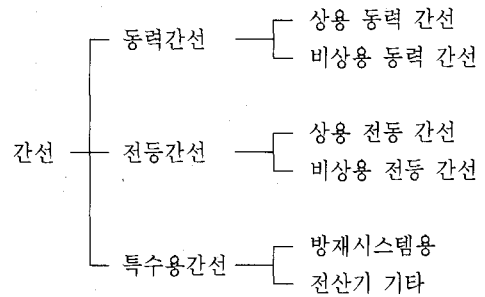 상용 동력 간선
동력간선
비상용 동력 간선
상용 전동 간선
간선 전등간선
비상용 전등 간선
방재시스템용
특수용간선
전산기 기타